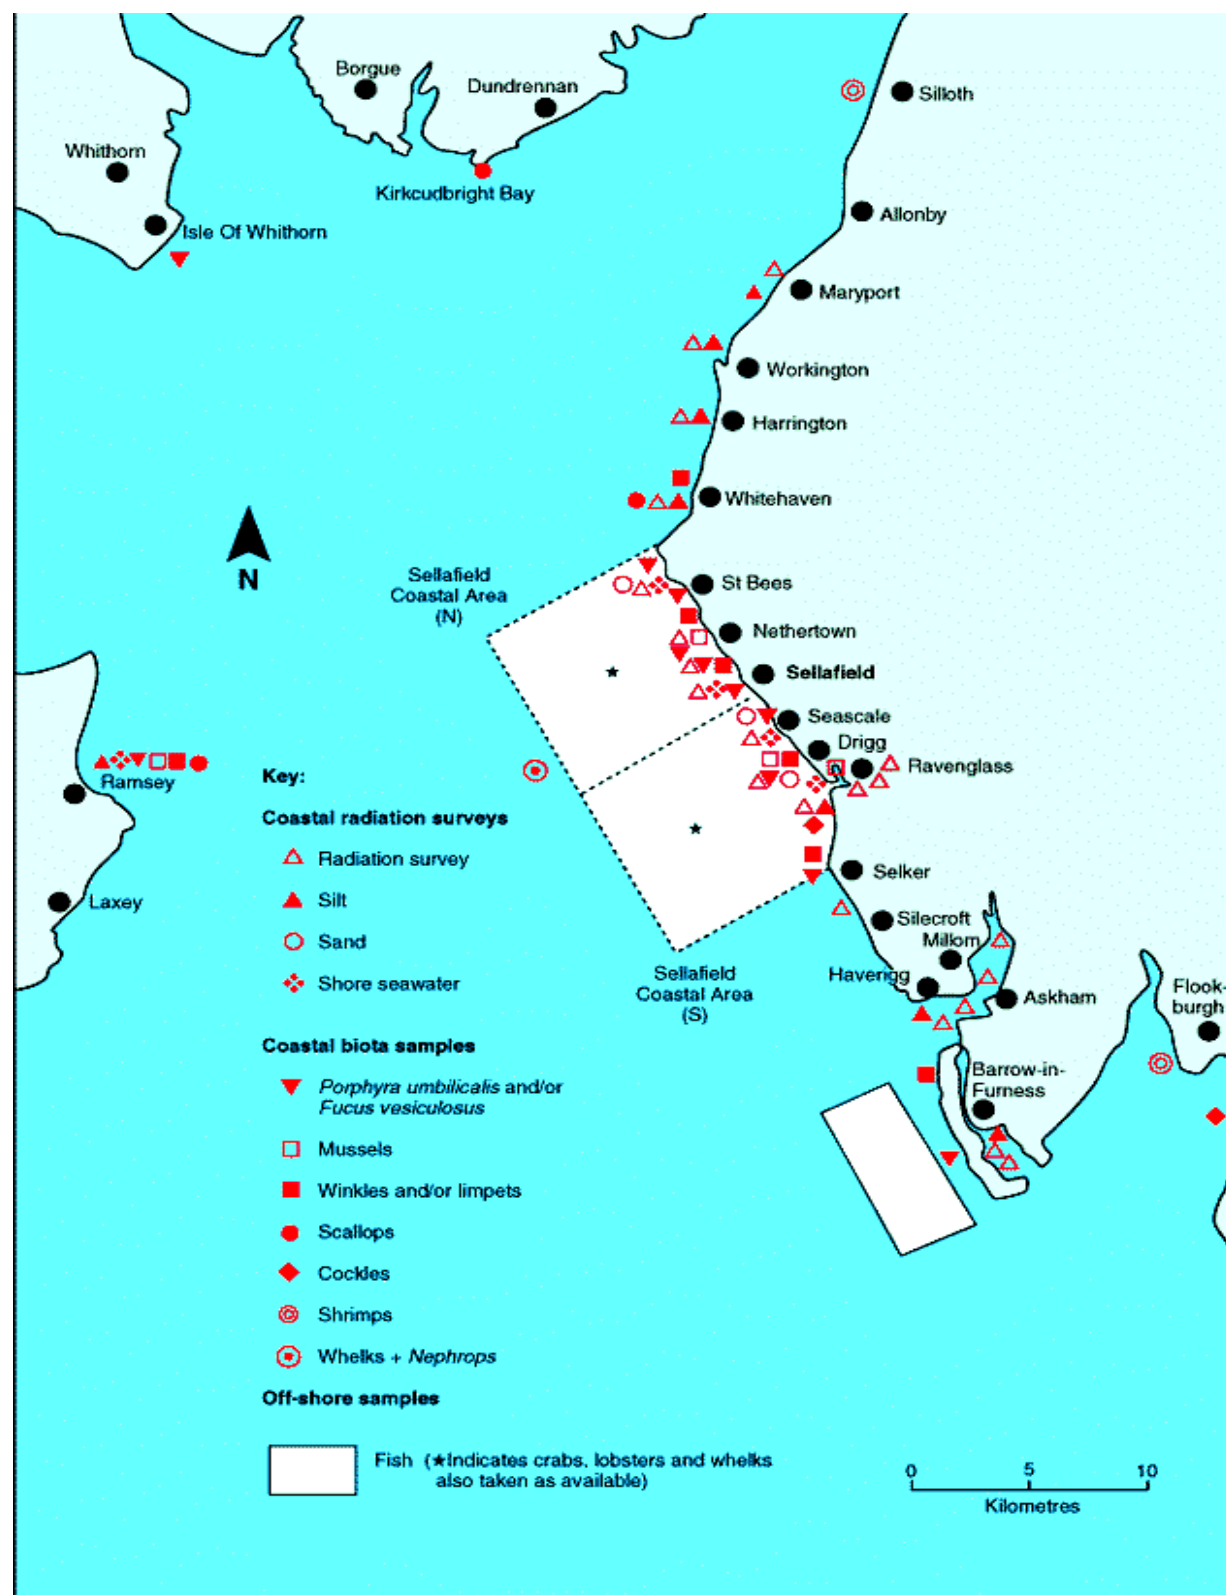 Borgue
Dundrennan
Silloth
Whithorn
Kirkcudbright Bay
Allonby
Isle Of Whithorn
Maryport
Workington
Harrington
Whitehaven
N
Sellafield
Coastal Area
(N)
St Bees
Nethertown
Sellafield
Seascale
Drigg
Ravenglass
Ramsey
Laxey
Selker
Silecroft
Millom
Haverigg
Askham
Flook-
burgh
Barrow-in-
Furness
Sellafield
Coastal Area
(S)
Key:
Coastal radiation surveys
Radiation survey
Silt
Sand
Shore seawater
Coastal biota samples
Porphyra umbilicalis and/or
Fucus vesiculosus
Mussels
Winkles and/or limpets
Scallops
Cockles
Shrimps
Whelks + Nephrops
Off-shore samples
Fish (★Indicates crabs, lobsters and whelks
also taken as available)
0 5 10
Kilometres